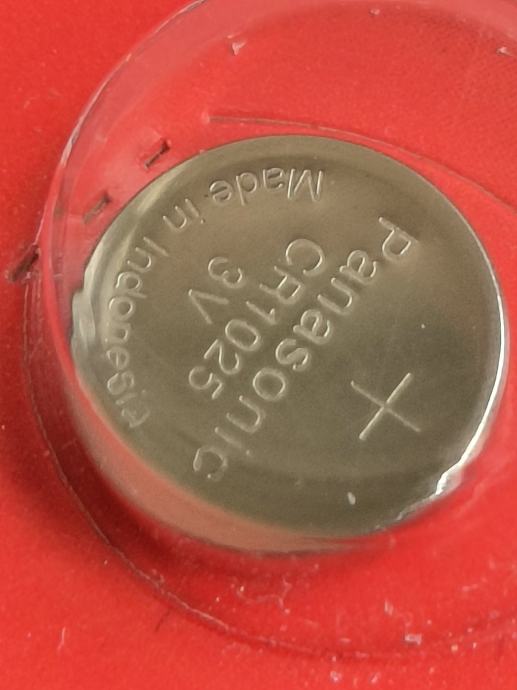 +
Panasonic
CR1025
3V
Made in Indonesia